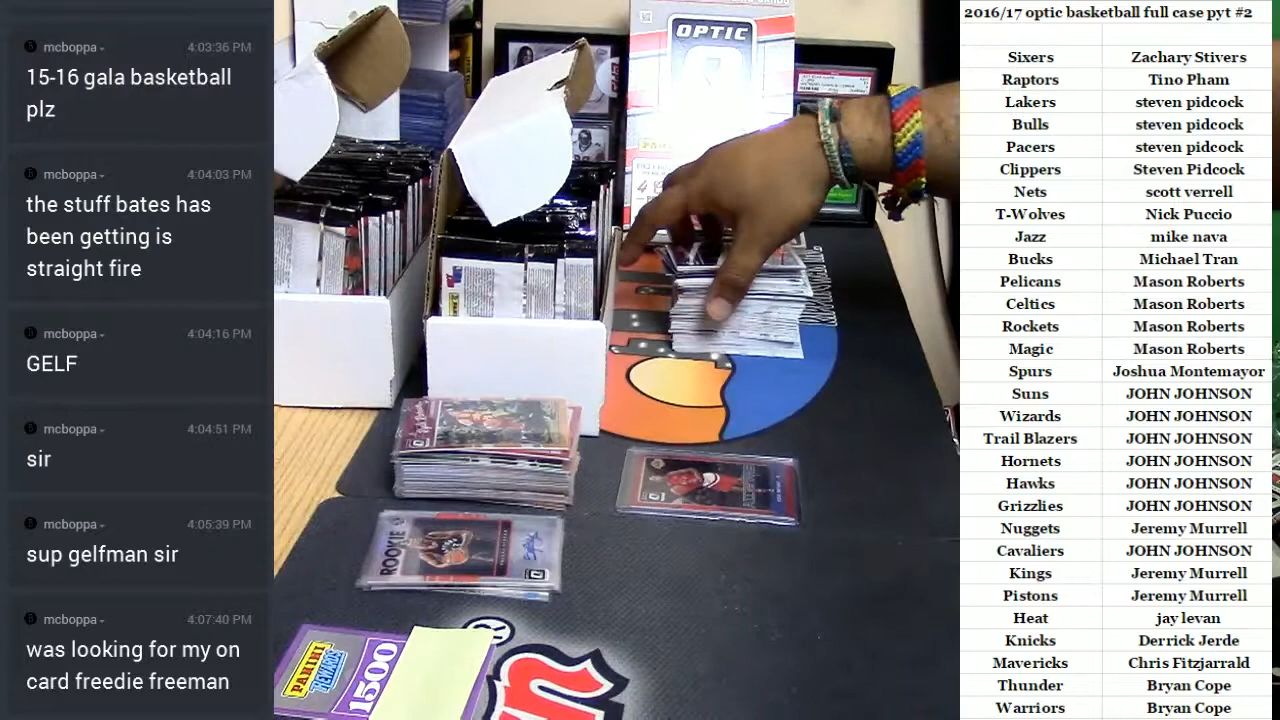 mcboppa
4:03:36 PM
15-16 gala basketball
plz
mcboppa
4:04:03 PM
the stuff bates has
been getting is
straight fire
mcboppa
4:04:16 PM
GELF
mcboppa
4:04:51 PM
sir
mcboppa
4:05:39 PM
sup gelfman sir
mcboppa
4:07:40 PM
was looking for my on
card freedie freeman
OPTIC
ROOKIE
PANINI
REWARDS
1500
2016/17 optic basketball full case pyt #2
Sixers Zachary Stivers
Raptors Tino Pham
Lakers steven pidcock
Bulls steven pidcock
Pacers steven pidcock
Clippers Steven Pidcock
Nets scott verrell
T-Wolves Nick Puccio
Jazz mike nava
Bucks Michael Tran
Pelicans Mason Roberts
Celtics Mason Roberts
Rockets Mason Roberts
Magic Mason Roberts
Spurs Joshua Montemayor
Suns JOHN JOHNSON
Wizards JOHN JOHNSON
Trail Blazers JOHN JOHNSON
Hornets JOHN JOHNSON
Hawks JOHN JOHNSON
Grizzlies JOHN JOHNSON
Nuggets Jeremy Murrell
Cavaliers JOHN JOHNSON
Kings Jeremy Murrell
Pistons Jeremy Murrell
Heat jay levan
Knicks Derrick Jerde
Mavericks Chris Fitzjarrald
Thunder Bryan Cope
Warriors Bryan Cope